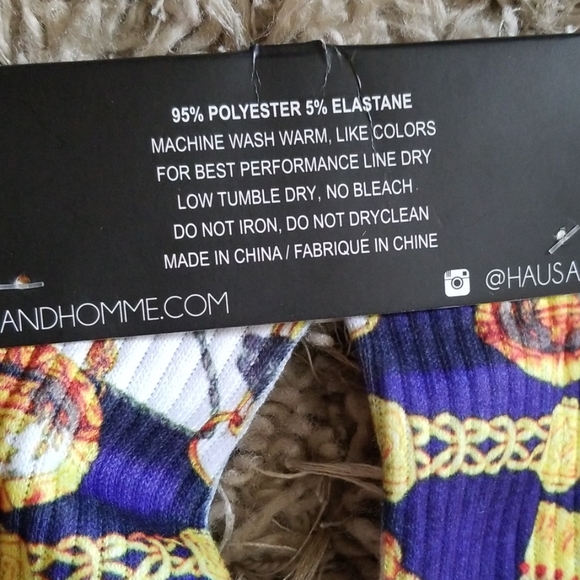 95% POLYESTER 5% ELASTANE
MACHINE WASH WARM, LIKE COLORS
FOR BEST PERFORMANCE LINE DRY
LOW TUMBLE DRY, NO BLEACH
DO NOT IRON, DO NOT DRYCLEAN
MADE IN CHINA / FABRIQUE IN CHINE
ANDHOMME.COM
@HAUSA